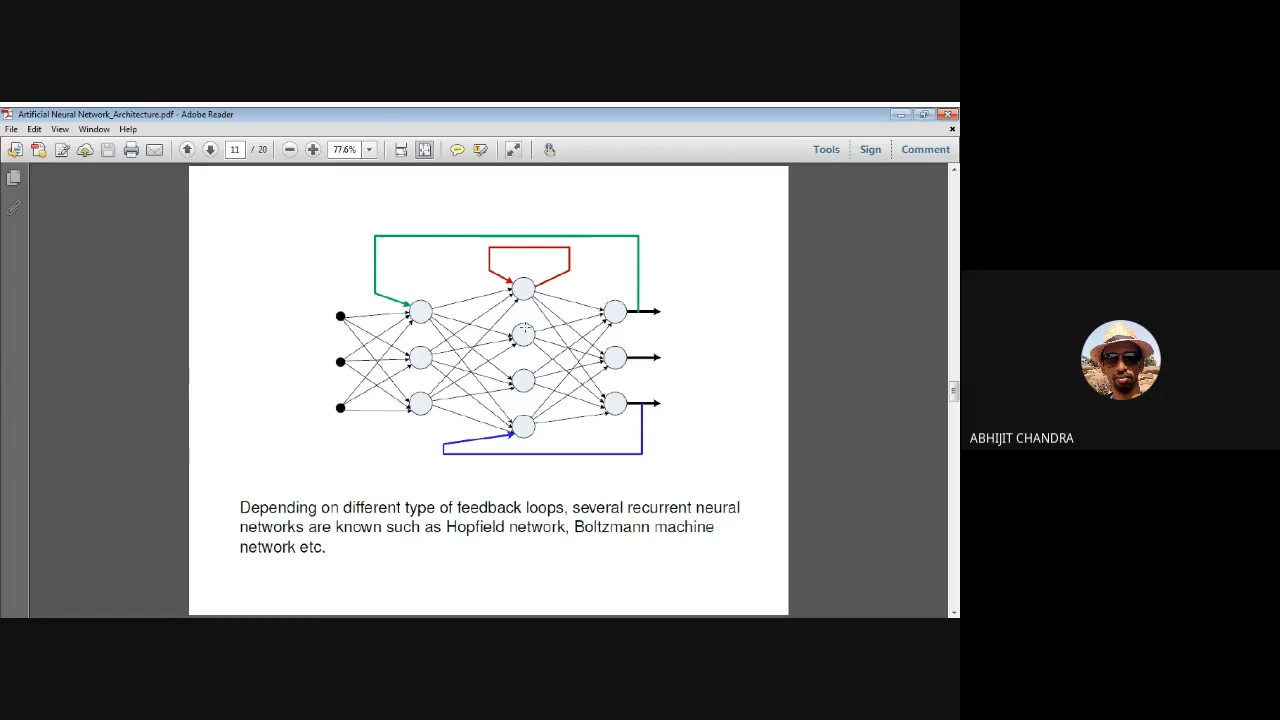 Artificial Neural Network_Architecture.pdf - Adobe Reader
File Edit View Window Help
11 / 20 77.6% Tools Sign Comment
Depending on different type of feedback loops, several recurrent neural
networks are known such as Hopfield network, Boltzmann machine
network etc.
ABHIJIT CHANDRA